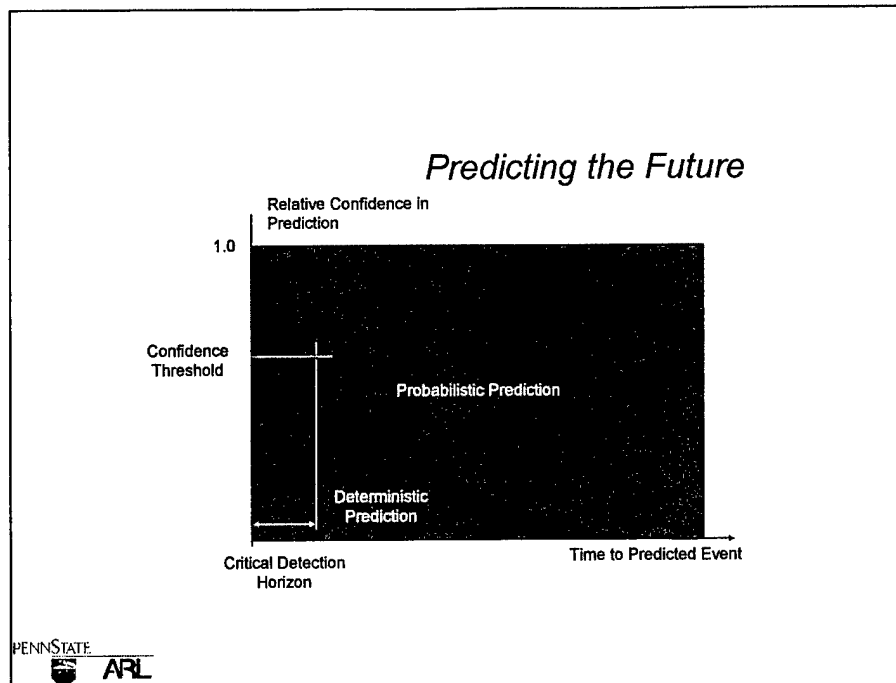 Predicting the Future
Relative Confidence in
Prediction
1.0
Confidence
Threshold
Probabilistic Prediction
Deterministic
Prediction
Critical Detection
Horizon
Time to Predicted Event
PENNSTATE
ARL